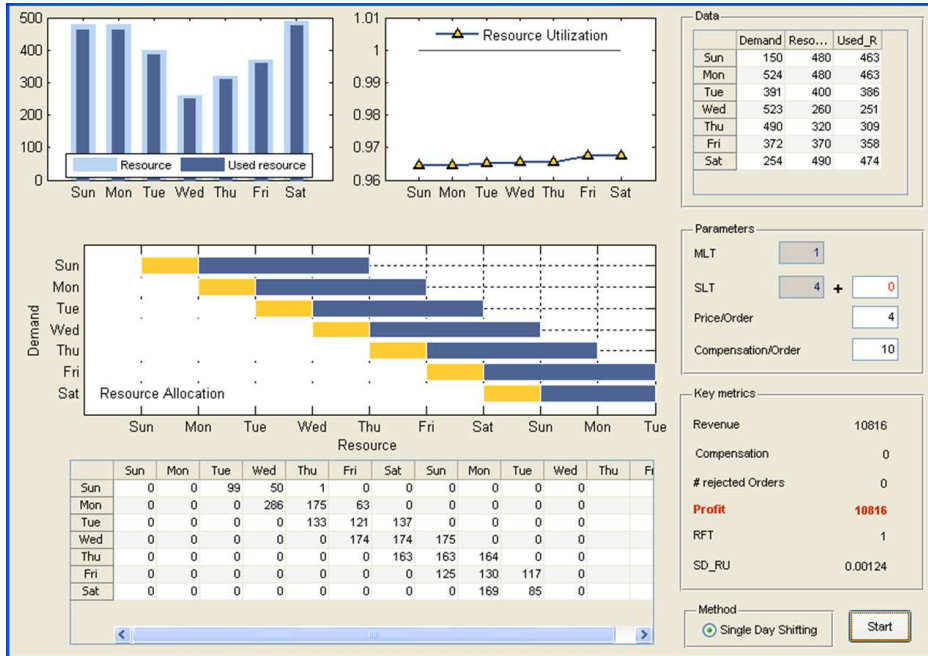 500
400
300
200
100
0
Resource Used resource
Sun Mon Tue Wed Thu Fri Sat
1.01
1
0.99
0.98
0.97
0.96
Resource Utilization
Sun Mon Tue Wed Thu Fri Sat
Data
Demand Reso... Used_R
Sun 150 480 463
Mon 524 480 463
Tue 391 400 386
Wed 523 260 251
Thu 490 320 309
Fri 372 370 358
Sat 254 490 474
Demand
Sun
Mon
Tue
Wed
Thu
Fri
Sat
Resource Allocation
Sun Mon Tue Wed Thu Fri Sat Sun Mon Tue
Resource
Parameters
MLT 1
SLT 4 + 0
Price/Order 4
Compensation/Order 10
Key metrics
Revenue 10816
Compensation 0
# rejected Orders 0
Profit 10816
RFT 1
SD_RU 0.00124
Sun Mon Tue Wed Thu Fri Sat Sun Mon Tue Wed Thu Fr
Sun 0 0 99 50 1 0 0 0 0 0 0
Mon 0 0 0 286 175 63 0 0 0 0 0
Tue 0 0 0 0 133 121 137 0 0 0 0
Wed 0 0 0 0 0 174 174 175 0 0 0
Thu 0 0 0 0 0 0 163 163 164 0 0
Fri 0 0 0 0 0 0 0 125 130 117 0
Sat 0 0 0 0 0 0 0 0 169 85 0
Method
Single Day Shifting
Start